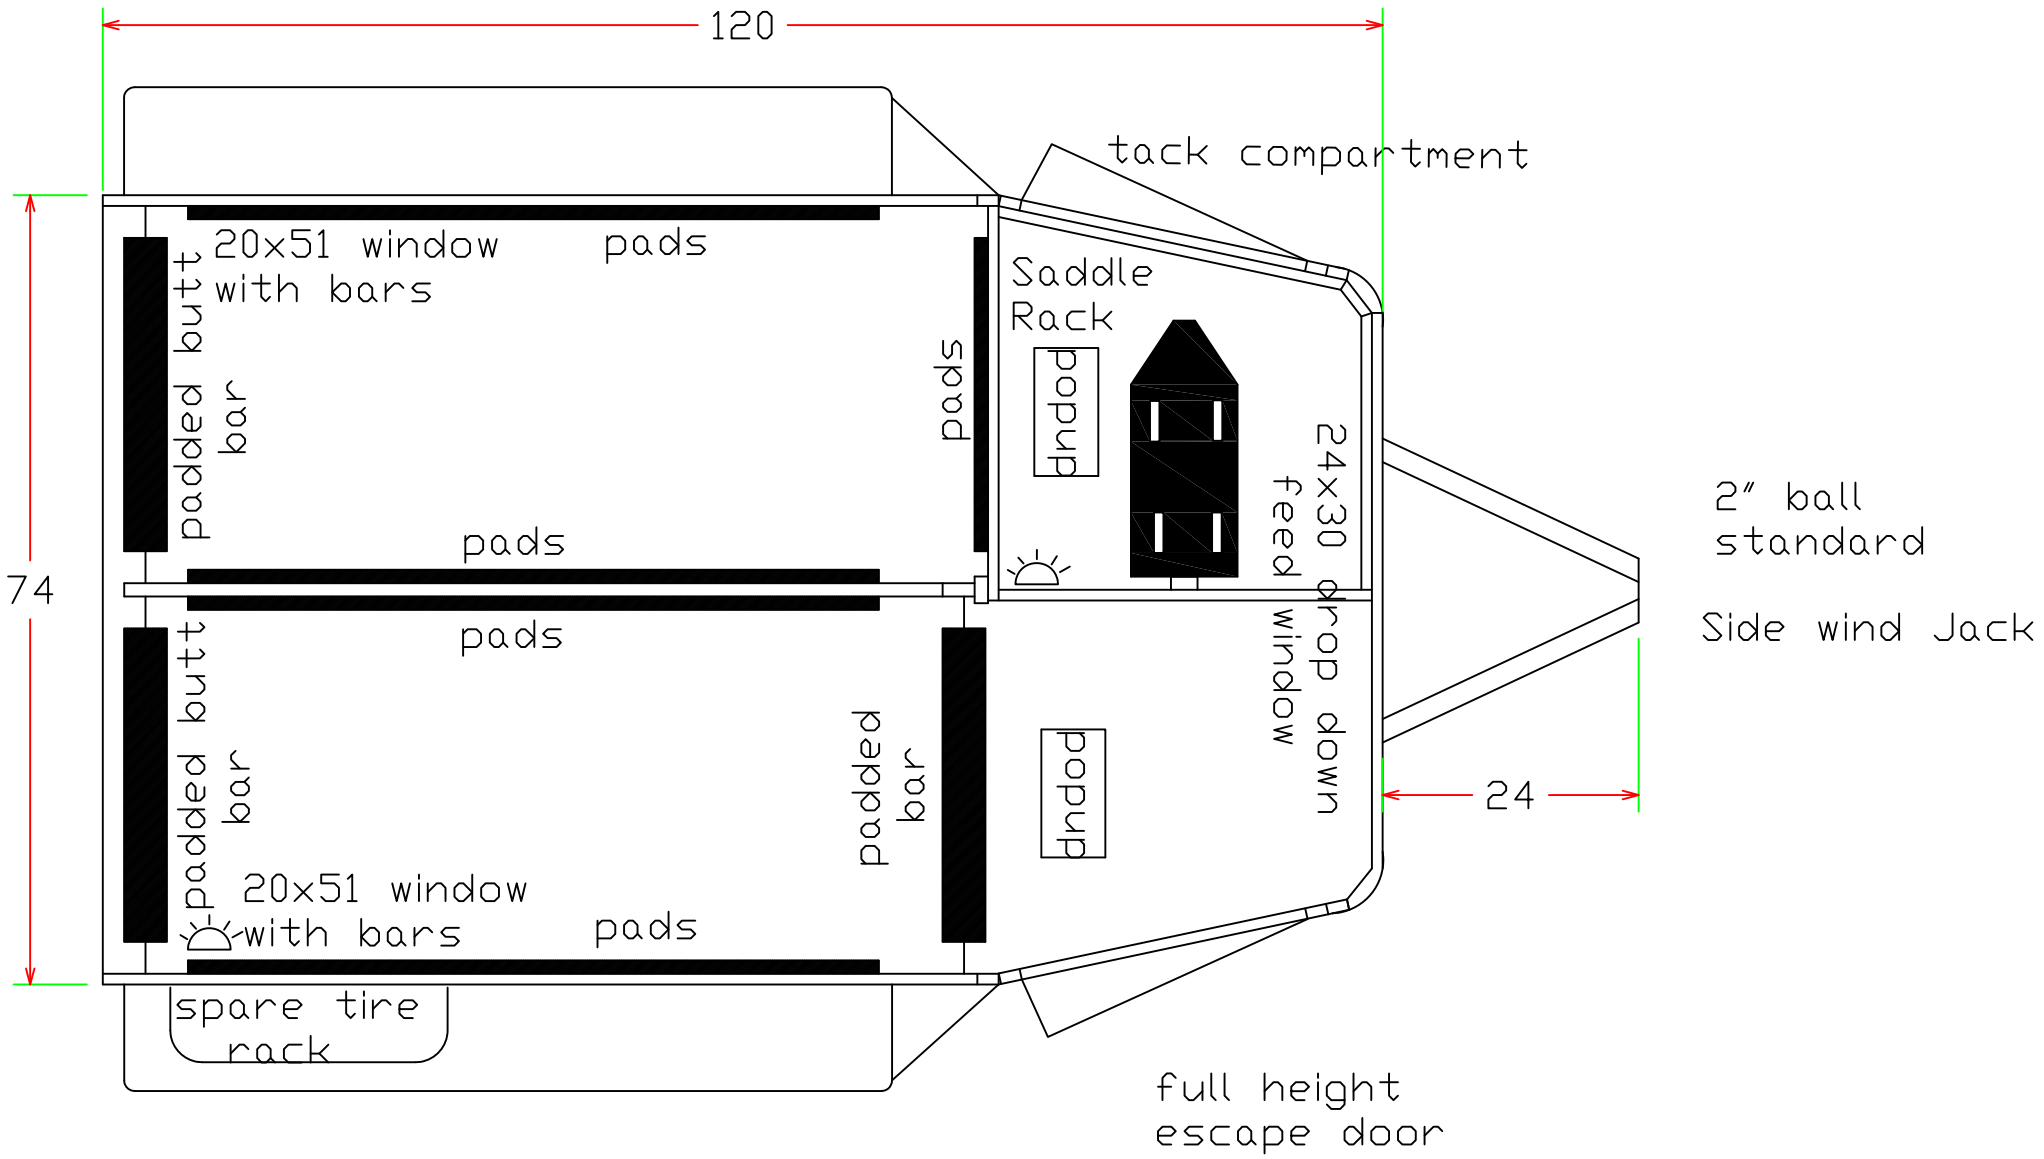 120
tack compartment
20x51 window
with bars
pads
padded butt
bar
Saddle
Rack
pads
popup
24x30 drop down
feed window
2" ball
standard
pads
74
pads
Side wind Jack
padded butt
bar
padded
bar
popup
24
20x51 window
with bars
pads
spare tire
rack
full height
escape door